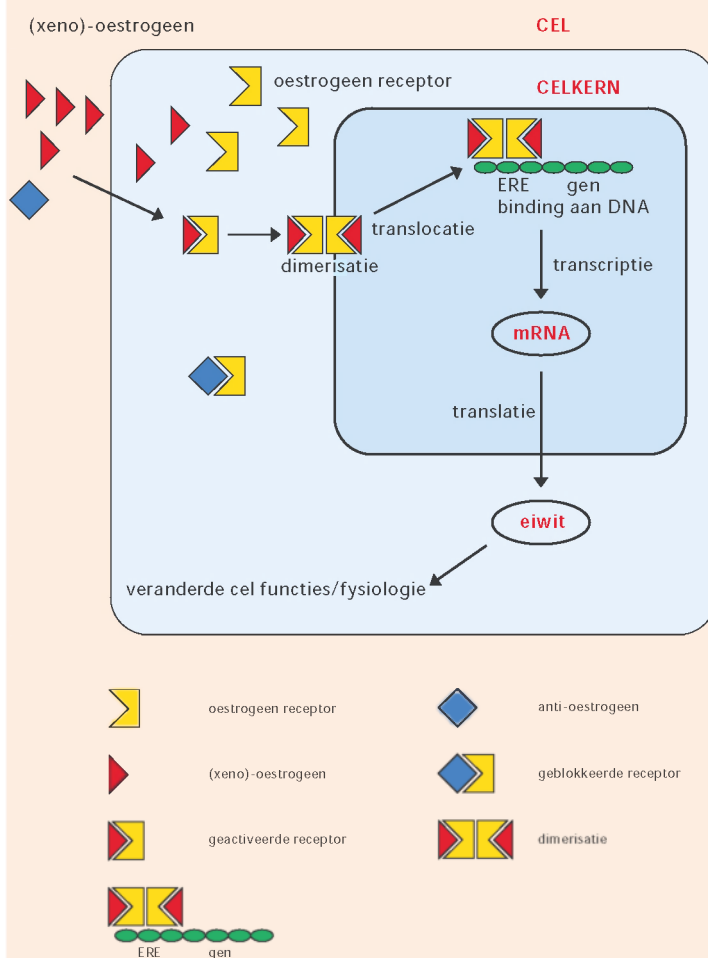 (xeno)-oestrogeen
CEL
oestrogeen receptor
CELKERN
ERE gen
binding aan DNA
translocatie
dimerisatie
transcriptie
mRNA
translatie
eiwit
veranderde cel functies/fysiologie
oestrogeen receptor
anti-oestrogeen
(xeno)-oestrogeen
geblokkeerde receptor
geactiveerde receptor
dimerisatie
ERE gen